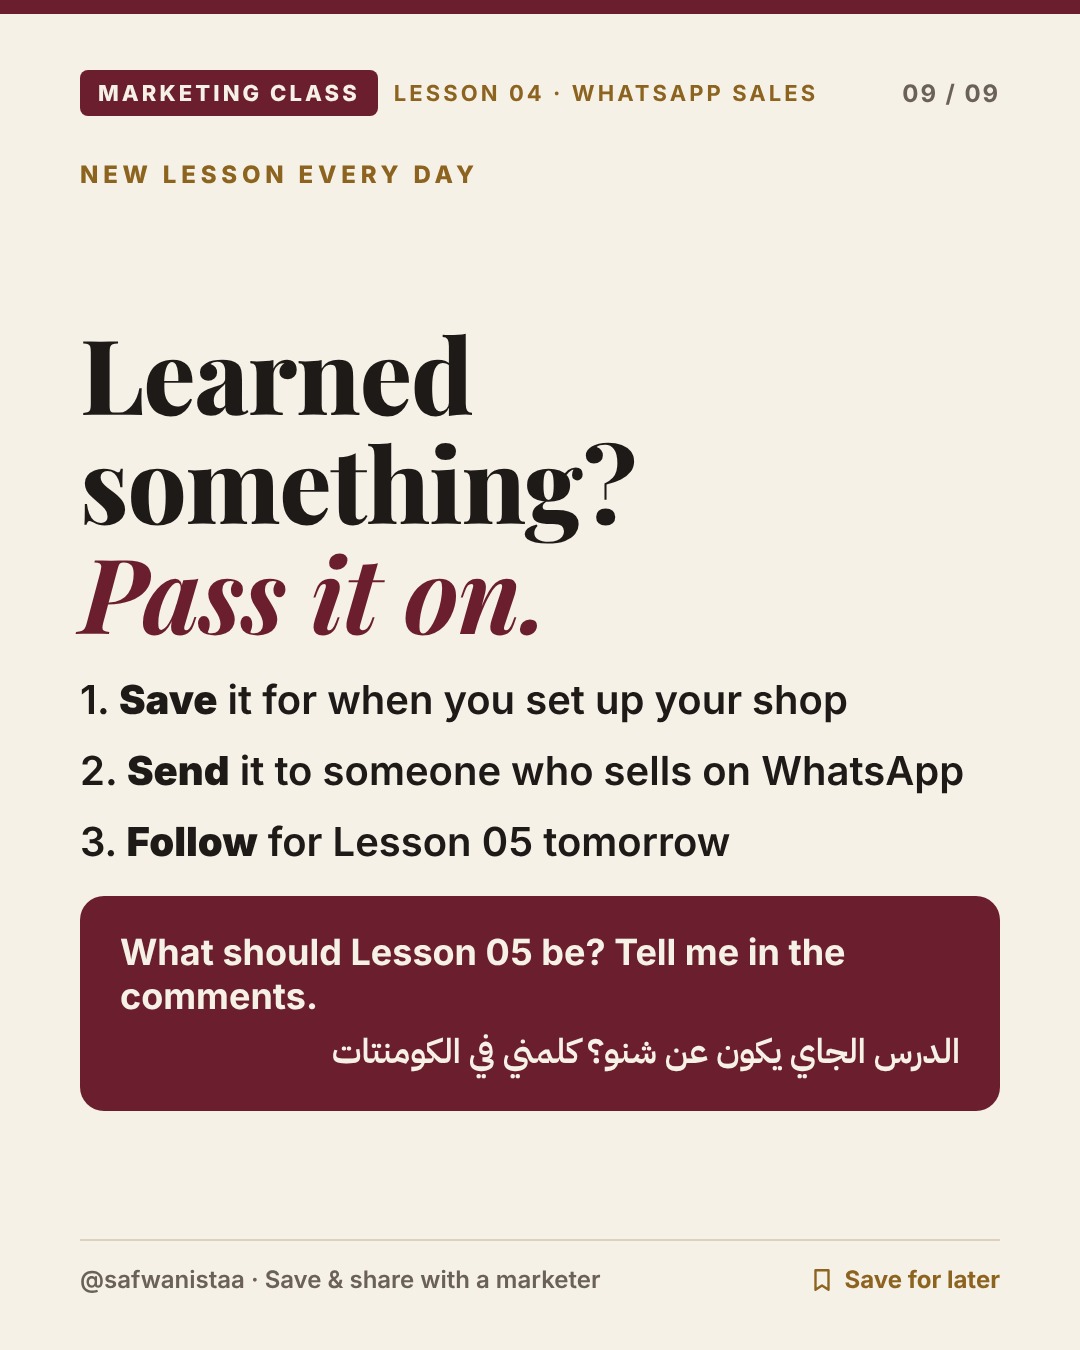 MARKETING CLASS
LESSON 04 · WHATSAPP SALES
09 / 09
NEW LESSON EVERY DAY
Learned
something?
Pass it on.
1. Save it for when you set up your shop
2. Send it to someone who sells on WhatsApp
3. Follow for Lesson 05 tomorrow
What should Lesson 05 be? Tell me in the
comments.
الدرس الجاي يكون عن شنو؟ كلمني في الكومنتات
@safwanistaa · Save & share with a marketer
Save for later